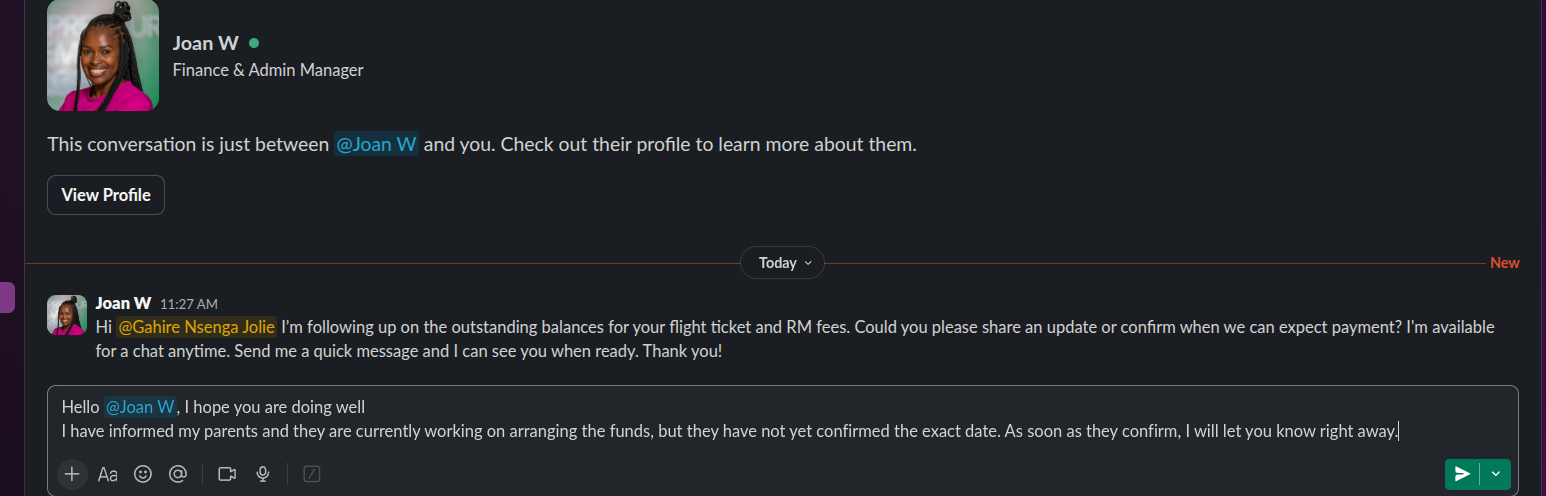 Joan W
Finance & Admin Manager
This conversation is just between @Joan W and you. Check out their profile to learn more about them.
View Profile
Today
New
Joan W 11:27 AM
Hi @Gahire Nsenga Jolie I'm following up on the outstanding balances for your flight ticket and RM fees. Could you please share an update or confirm when we can expect payment? I'm available
for a chat anytime. Send me a quick message and I can see you when ready. Thank you!
Hello @Joan W, I hope you are doing well
I have informed my parents and they are currently working on arranging the funds, but they have not yet confirmed the exact date. As soon as they confirm, I will let you know right away.
Aa